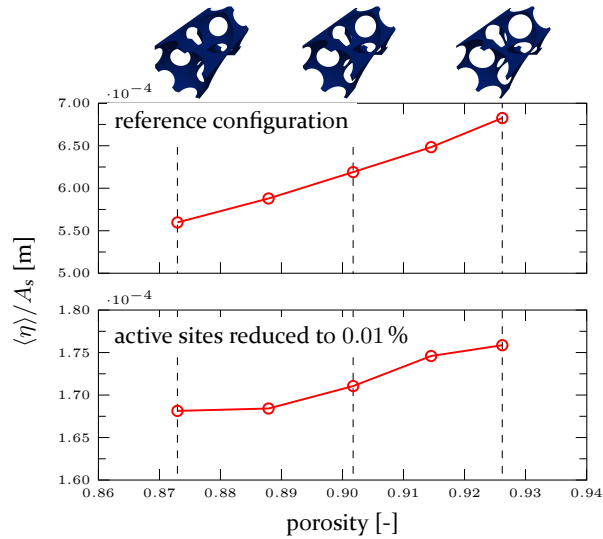 ·10⁻⁴
7.00
reference configuration
6.50
6.00
5.50
5.00
⟨η⟩/Aₛ [m]
·10⁻⁴
1.80
active sites reduced to 0.01 %
1.75
1.70
1.65
1.60
0.86 0.87 0.88 0.89 0.90 0.91 0.92 0.93 0.94
porosity [-]